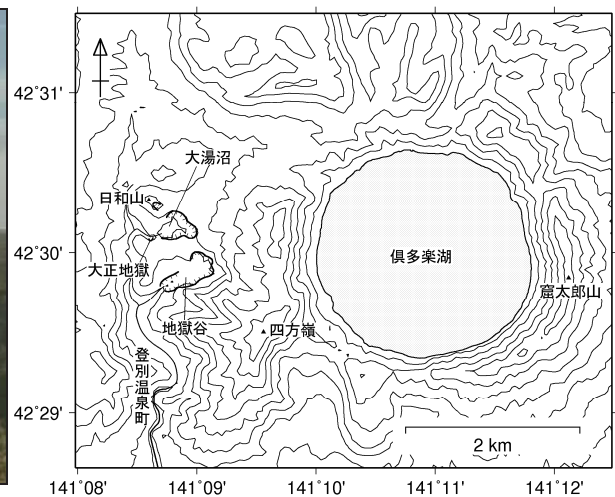 42°31'
大湯沼
日和山
42°30'
倶多楽湖
大正地獄
窟太郎山
地獄谷
四方嶺
登別温泉町
42°29'
2 km
141°08'
141°09'
141°10'
141°11'
141°12'